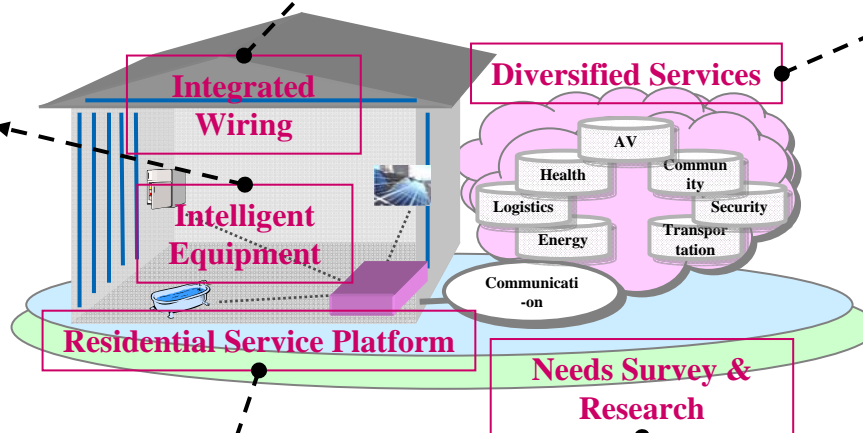 Integrated
Wiring
Diversified Services
AV
Health
Commun
ity
Logistics
Security
Energy
Transpor
tation
Intelligent
Equipment
Communicati
-on
Residential Service Platform
Needs Survey &
Research